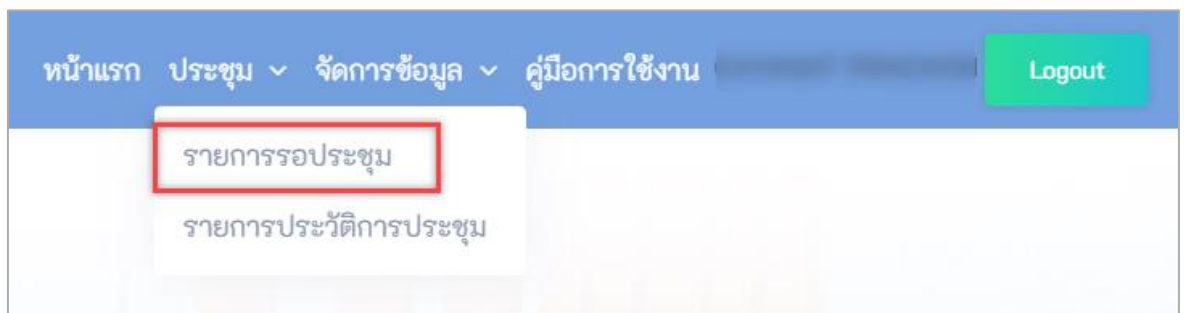 หน้าแรก ประชุม จัดการข้อมูล คู่มือการใช้งาน Logout
รายการรอประชุม
รายการประวัติการประชุม